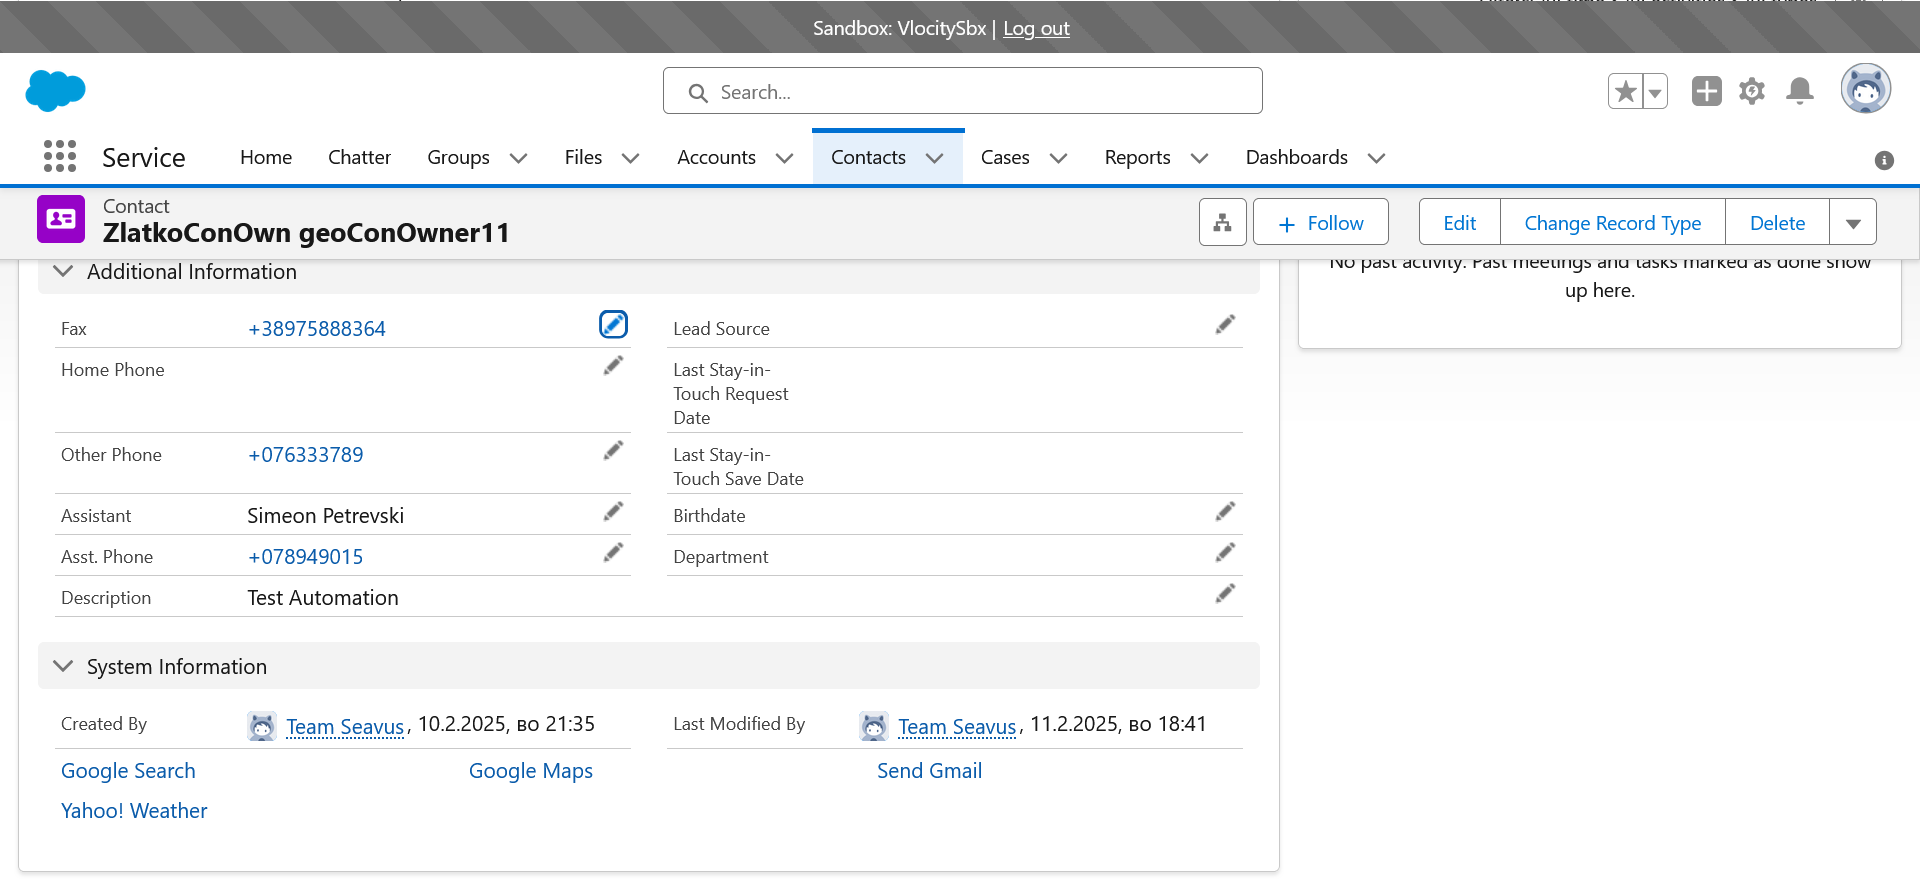 Sandbox: VlocitySbx | Log out
Search...
Service Home Chatter Groups Files Accounts Contacts Cases Reports Dashboards
Contact
ZlatkoConOwn geoConOwner11
Follow Edit Change Record Type Delete
Additional Information
No past activity. Past meetings and tasks marked as done show
up here.
Fax +38975888364
Lead Source
Home Phone
Last Stay-in-
Touch Request
Date
Other Phone +076333789
Last Stay-in-
Touch Save Date
Assistant Simeon Petrevski
Birthdate
Asst. Phone +078949015
Department
Description Test Automation
System Information
Created By Team Seavus, 10.2.2025, во 21:35
Last Modified By Team Seavus, 11.2.2025, во 18:41
Google Search Google Maps Send Gmail
Yahoo! Weather